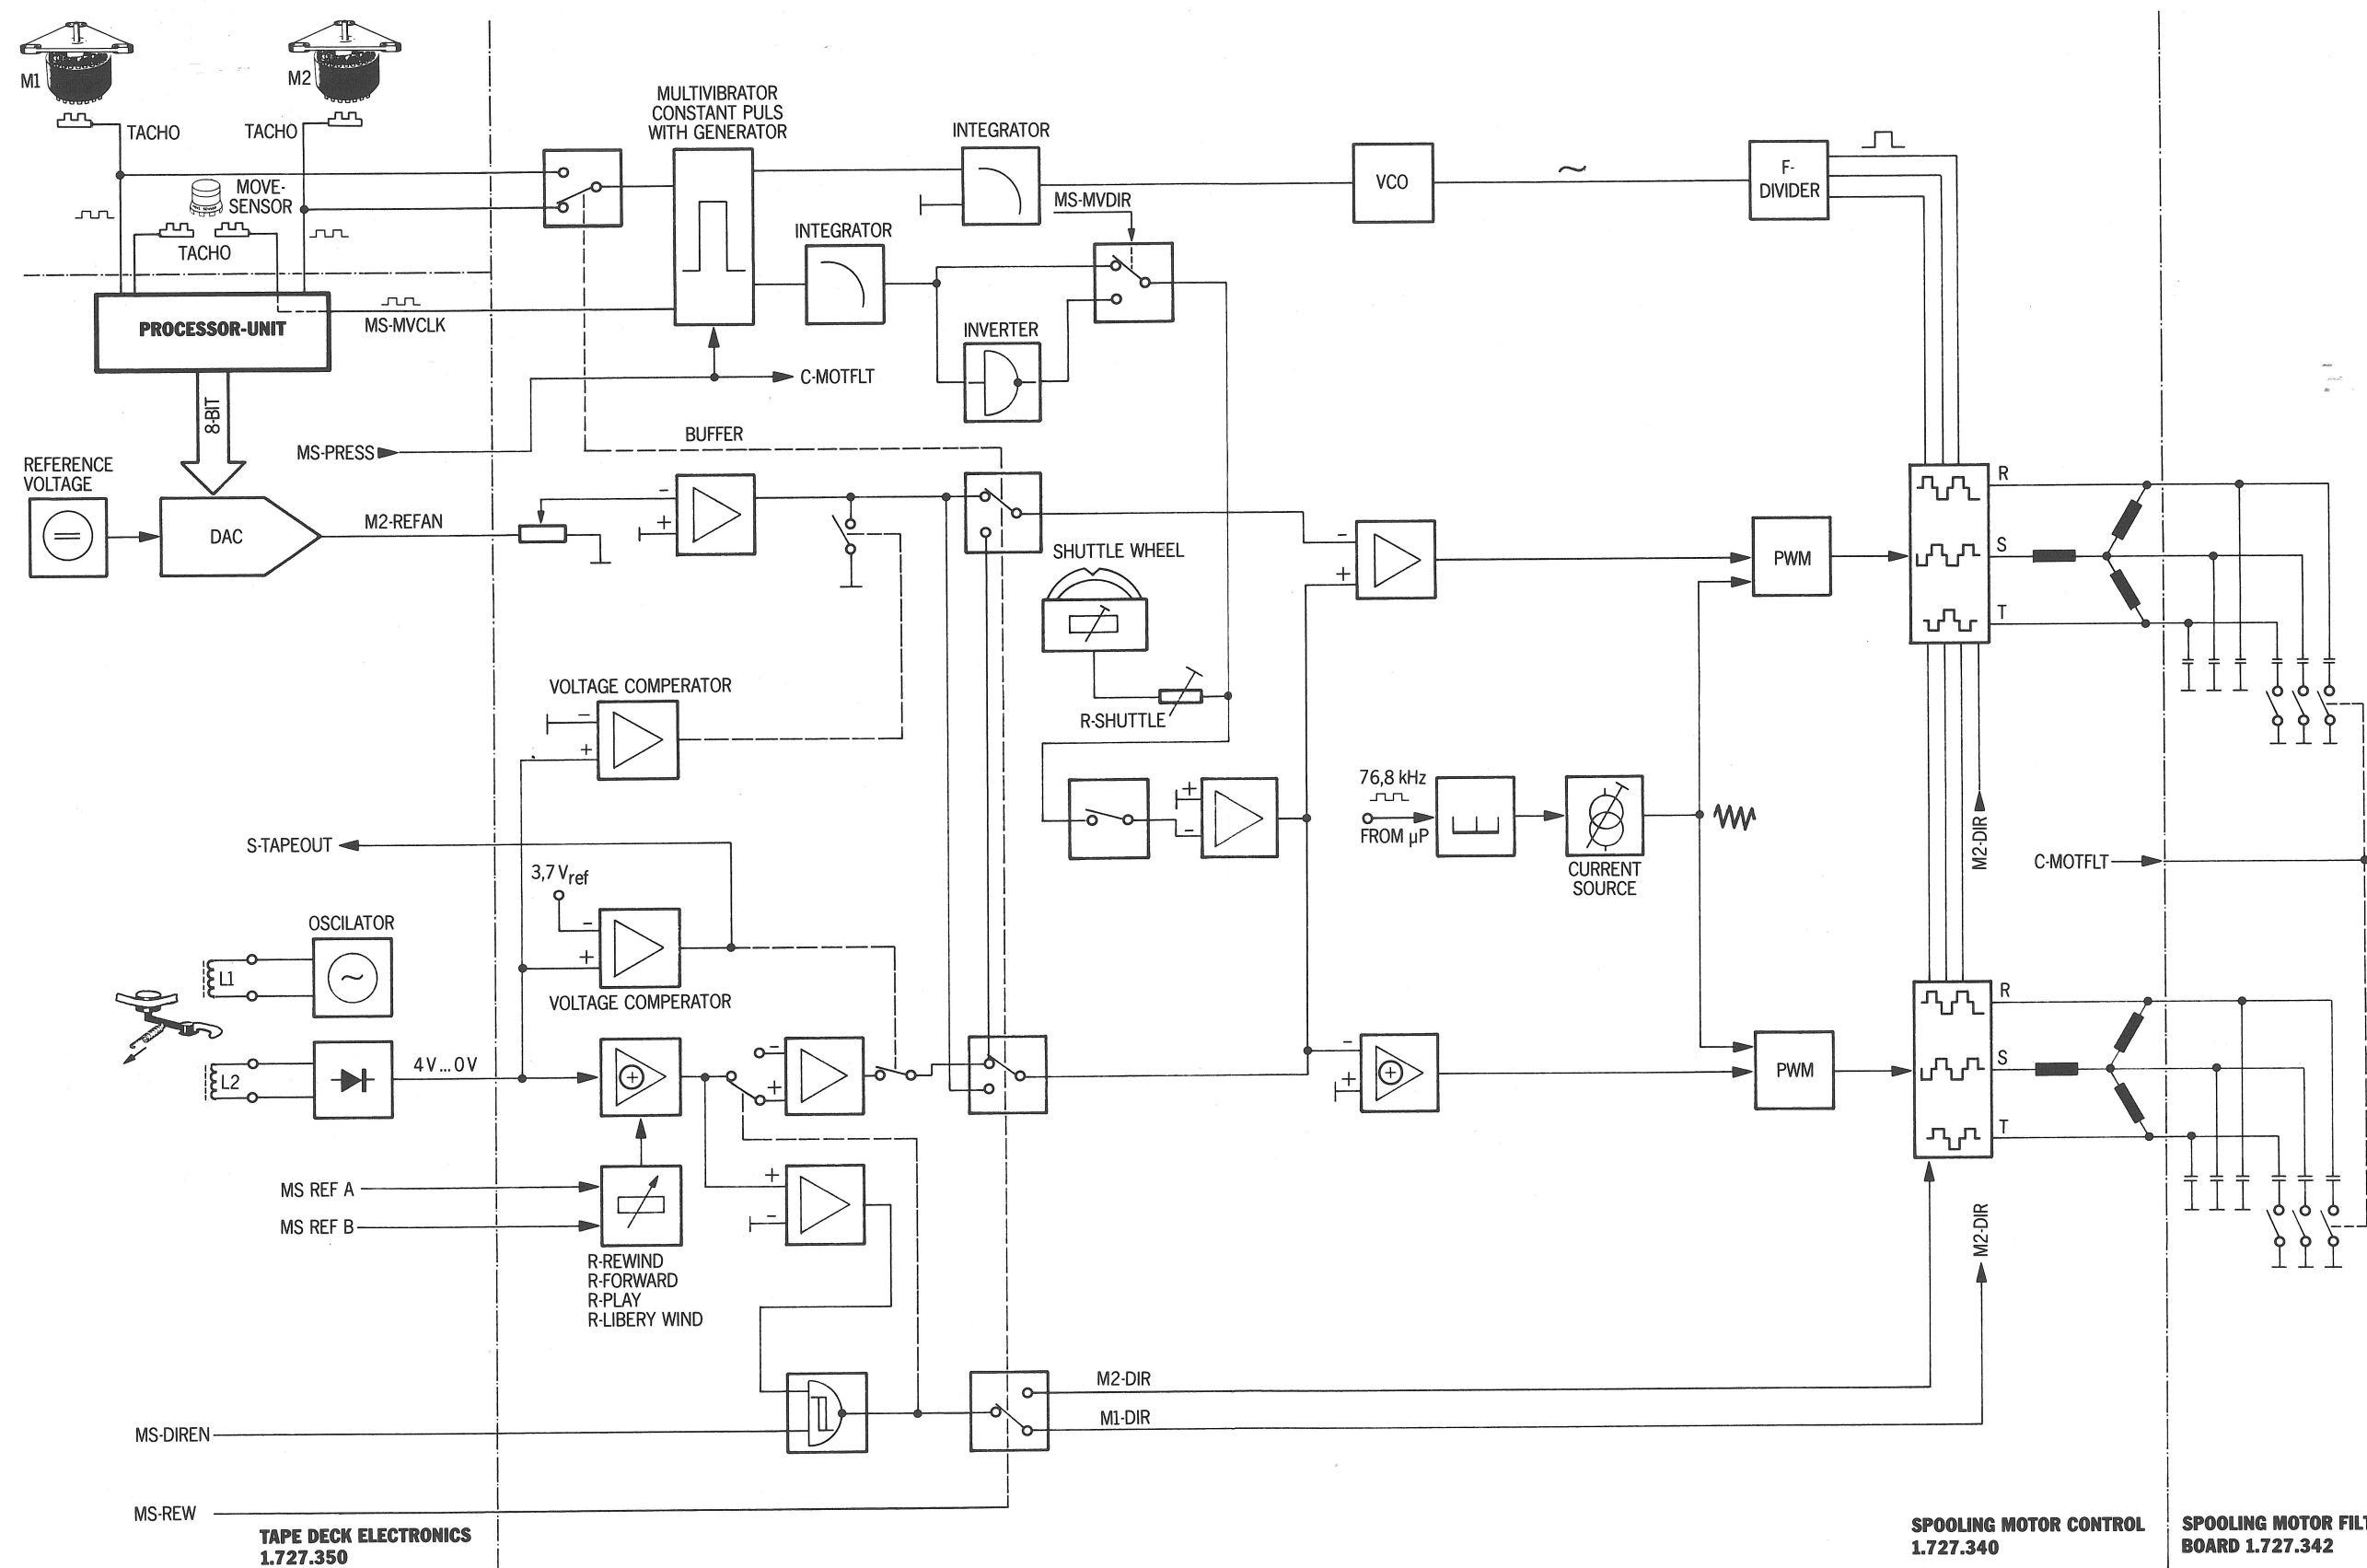 M1
M2
TACHO
TACHO
MOVE-
SENSOR
TACHO
MULTIVIBRATOR
CONSTANT PULS
WITH GENERATOR
INTEGRATOR
INTEGRATOR
MS-MVDIR
VCO
~
F-
DIVIDER
PROCESSOR-UNIT
MS-MVCLK
INVERTER
C-MOTFLT
8-BIT
MS-PRESS
BUFFER
REFERENCE
VOLTAGE
DAC
M2-REFAN
−
+
SHUTTLE WHEEL
R-SHUTTLE
−
+
PWM
R
S
T
VOLTAGE COMPERATOR
−
+
+
−
76,8 kHz
FROM µP
CURRENT
SOURCE
M2-DIR
C-MOTFLT
S-TAPEOUT
3,7 Vref
−
+
VOLTAGE COMPERATOR
OSCILATOR
~
L1
L2
4 V...0 V
+
−
+
−
+
+
PWM
R
S
T
MS REF A
MS REF B
+
−
R-REWIND
R-FORWARD
R-PLAY
R-LIBERY WIND
M2-DIR
M2-DIR
M1-DIR
MS-DIREN
MS-REW
TAPE DECK ELECTRONICS
1.727.350
SPOOLING MOTOR CONTROL
1.727.340
SPOOLING MOTOR FILT
BOARD 1.727.342